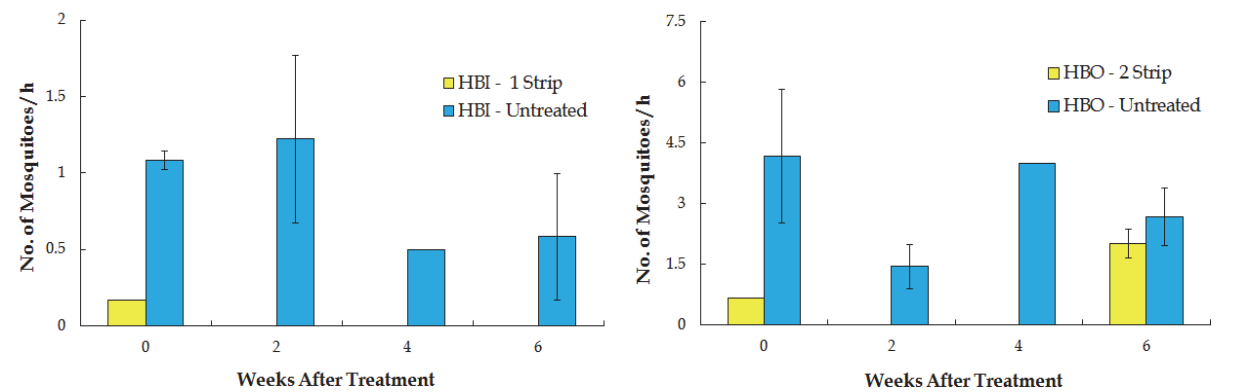 2
1.5
1
0.5
0
No. of Mosquitoes/h
HBI - 1 Strip
HBI - Untreated
0 2 4 6
Weeks After Treatment
7.5
6
4.5
3
1.5
0
No. of Mosquitoes/h
HBO - 2 Strip
HBO - Untreated
0 2 4 6
Weeks After Treatment